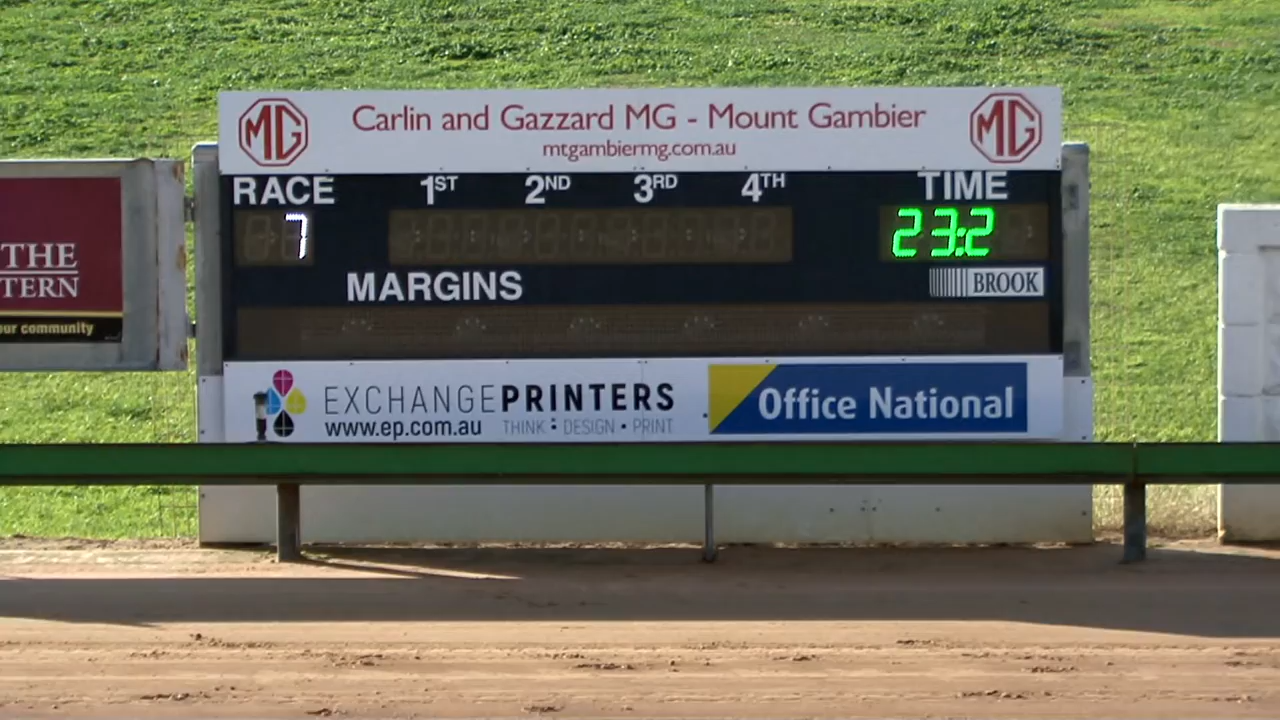 MG Carlin and Gazzard MG - Mount Gambier MG
mtgambiermg.com.au
RACE 1ST 2ND 3RD 4TH TIME
7 23:2
MARGINS BROOK
THE
TERN
our community
EXCHANGEPRINTERS
www.ep.com.au THINK : DESIGN • PRINT
Office National